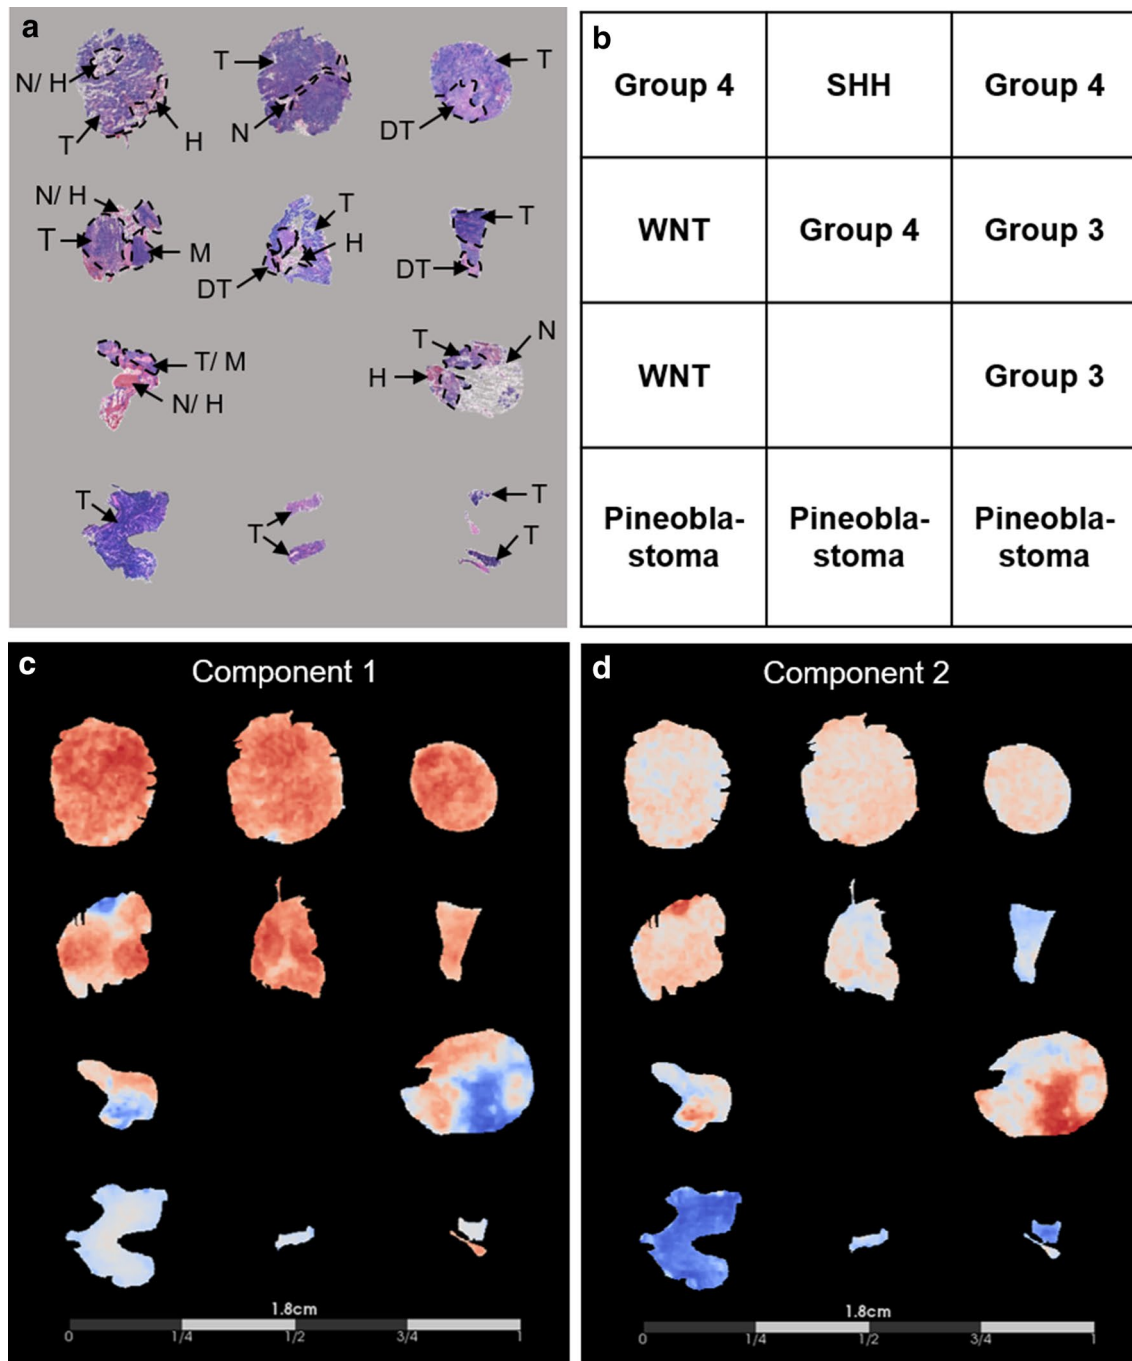 a
N/ H
T
H
T
N
T
DT
N/ H
T
M
T
H
DT
T
DT
T/ M
N/ H
T
N
H
T
T
T
T
b
Group 4
SHH
Group 4
WNT
Group 4
Group 3
WNT
Group 3
Pineobla-
stoma
Pineobla-
stoma
Pineobla-
stoma
c
Component 1
1.8cm
0
1/4
1/2
3/4
1
d
Component 2
1.8cm
0
1/4
1/2
3/4
1